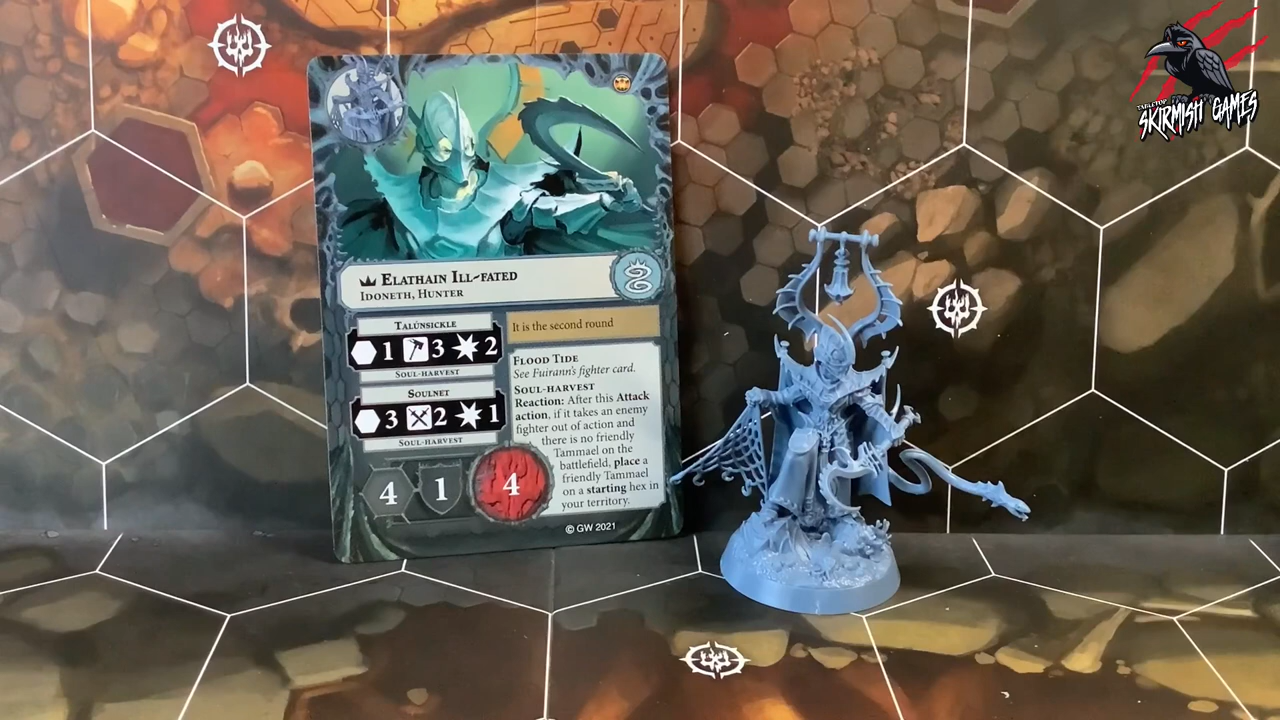 TABLETOP
SKIRMISH GAMES
ELATHAIN ILL-FATED
IDONETH, HUNTER
TALÚNSICKLE
1 3 2
SOUL-HARVEST
SOULNET
3 2 1
SOUL-HARVEST
4 1 4
It is the second round
FLOOD TIDE
See Fuirann's fighter card.
SOUL-HARVEST
Reaction: After this Attack
action, if it takes an enemy
fighter out of action and
there is no friendly
Tammael on the
battlefield, place a
friendly Tammael
on a starting hex in
your territory.
© GW 2021